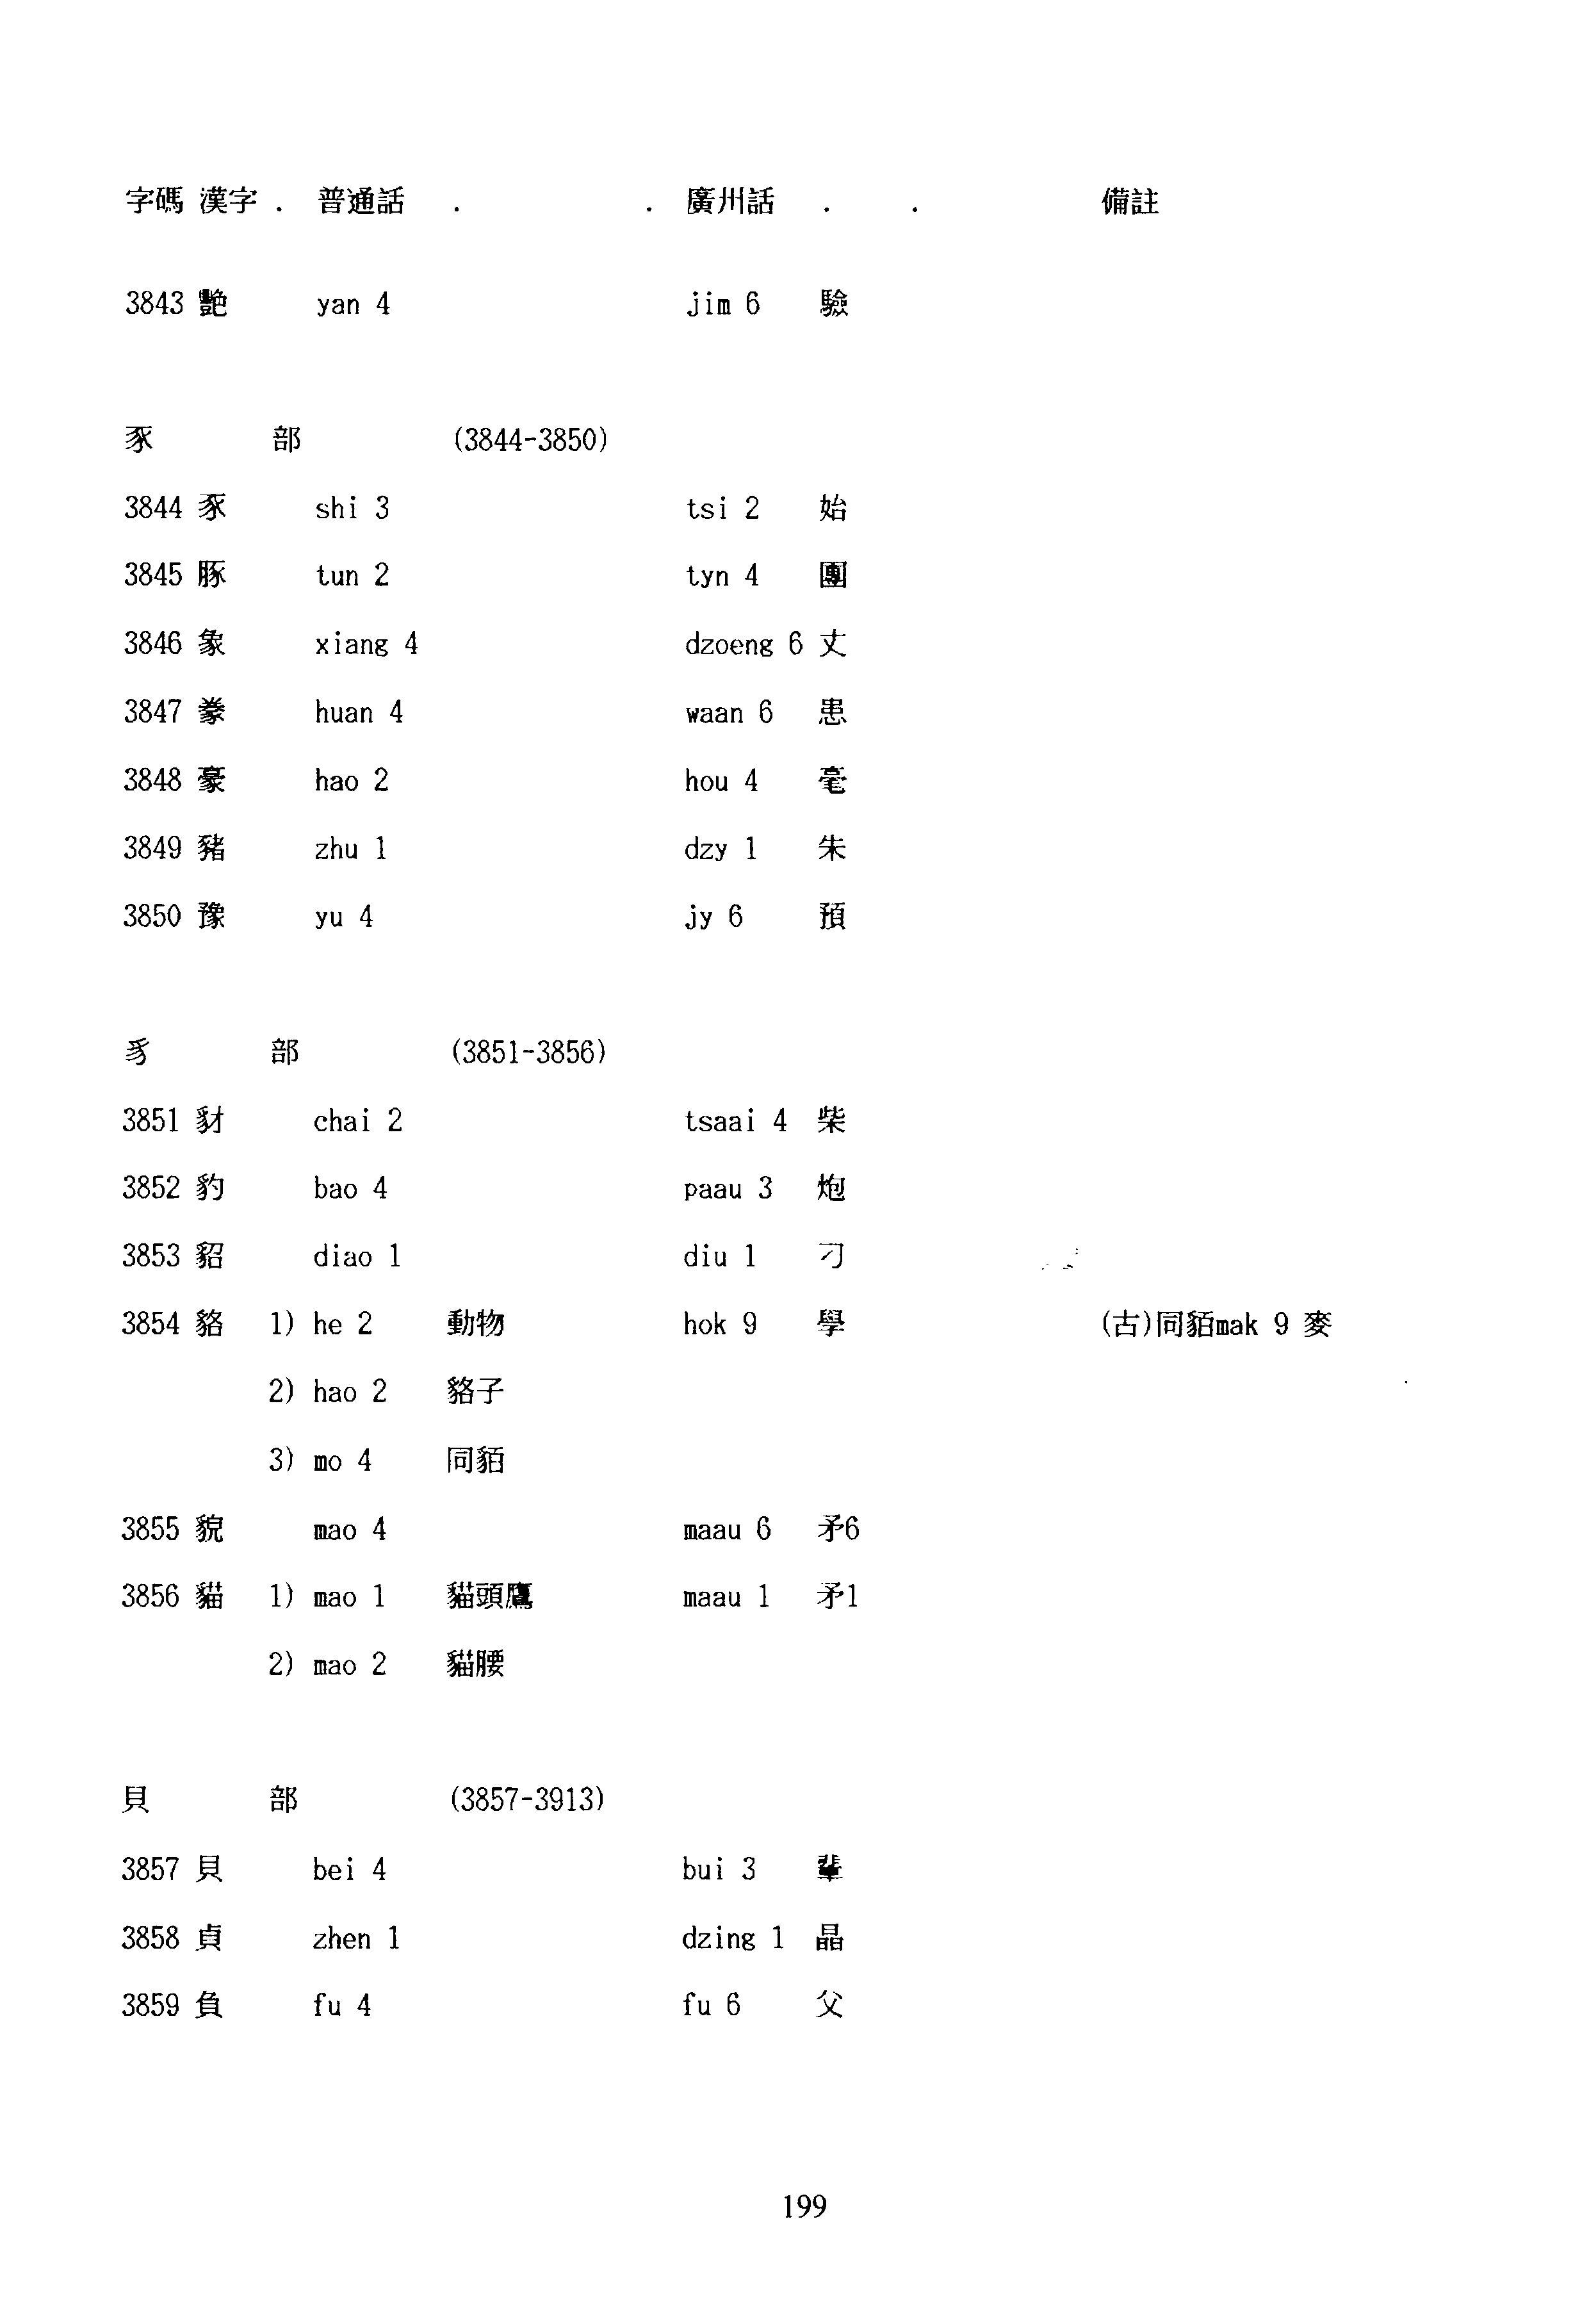 字碼 漢字 . 普通話 . . 廣州話 . . 備註
3843 艷 yan 4 jim 6 驗
豕 部 (3844-3850)
3844 豕 shi 3 tsi 2 始
3845 豚 tun 2 tyn 4 團
3846 象 xiang 4 dzoeng 6 丈
3847 豢 huan 4 waan 6 患
3848 豪 hao 2 hou 4 毫
3849 豬 zhu 1 dzy 1 朱
3850 豫 yu 4 jy 6 預
豸 部 (3851-3856)
3851 豺 chai 2 tsaai 4 柴
3852 豹 bao 4 paau 3 炮
3853 貂 diao 1 diu 1 刁
3854 貉 1) he 2 動物 hok 9 學 (古)同貊mak 9 麥
2) hao 2 貉子
3) mo 4 同貊
3855 貌 mao 4 maau 6 矛6
3856 貓 1) mao 1 貓頭鷹 maau 1 矛1
2) mao 2 貓腰
貝 部 (3857-3913)
3857 貝 bei 4 bui 3 輩
3858 貞 zhen 1 dzing 1 晶
3859 負 fu 4 fu 6 父
199